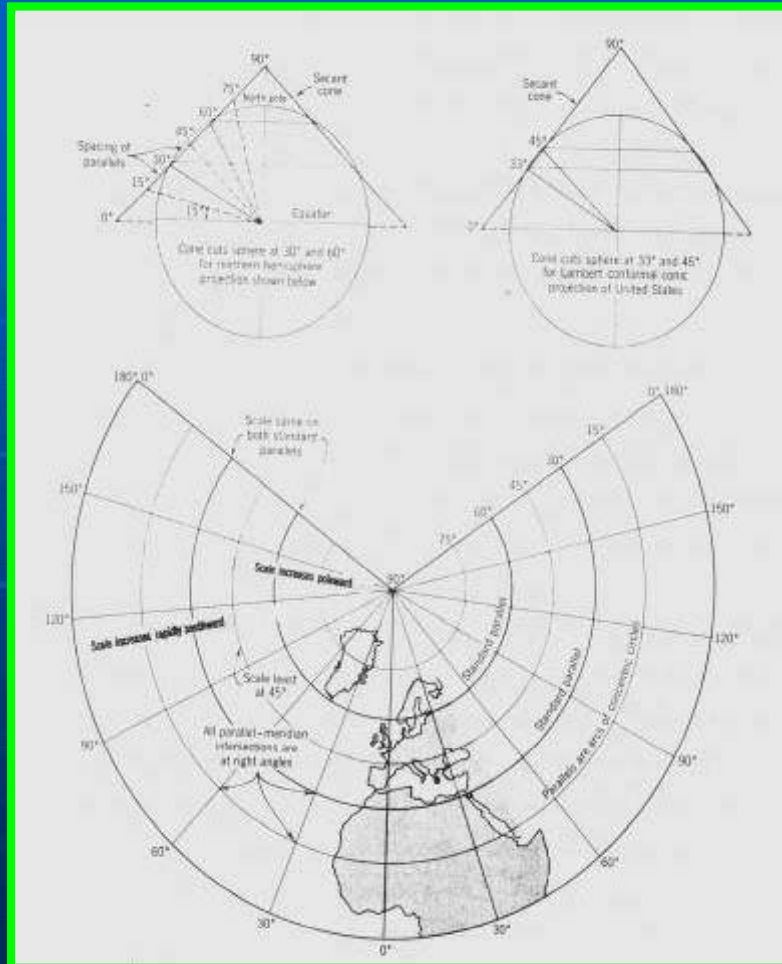 90°
Secant
cone
75°
North pole
60°
45°
Spacing of
parallels
30°
15°
15°
0°
Equator
Cone cuts sphere at 30° and 60°
for northern hemisphere
projection shown below
90°
Secant
cone
45°
33°
0°
Cone cuts sphere at 33° and 45°
for Lambert conformal conic
projection of United States
180° 0°
0° 180°
Scale same on
both standard
parallels
15°
30°
45°
60°
75°
150°
150°
90°
Scale increases poleward
120°
120°
Scale increases rapidly southward
Standard parallel
Standard parallel
Parallels are arcs of concentric circles
Scale least
at 45°
All parallel-meridian
intersections are
at right angles
90°
90°
60°
60°
30°
30°
0°